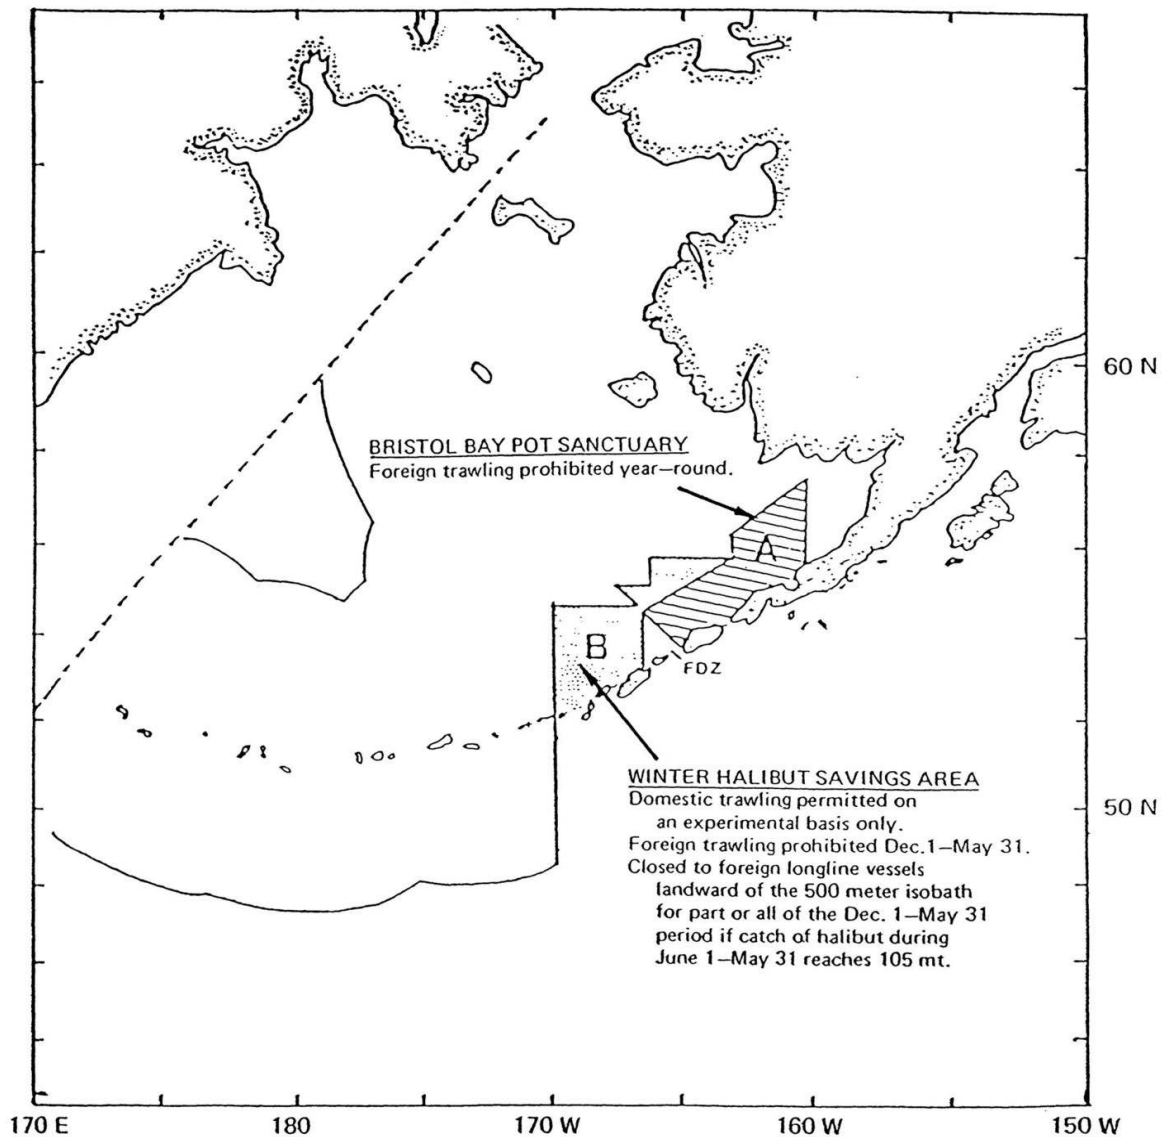 60 N
BRISTOL BAY POT SANCTUARY
Foreign trawling prohibited year—round.
A
B
FDZ
WINTER HALIBUT SAVINGS AREA
Domestic trawling permitted on
an experimental basis only.
Foreign trawling prohibited Dec.1—May 31.
Closed to foreign longline vessels
landward of the 500 meter isobath
for part or all of the Dec. 1—May 31
period if catch of halibut during
June 1—May 31 reaches 105 mt.
50 N
170 E 180 170 W 160 W 150 W